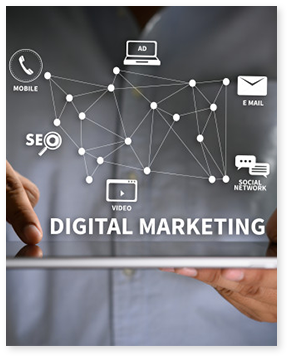 AD
MOBILE
E MAIL
SEO
SOCIAL
NETWORK
VIDEO
DIGITAL MARKETING